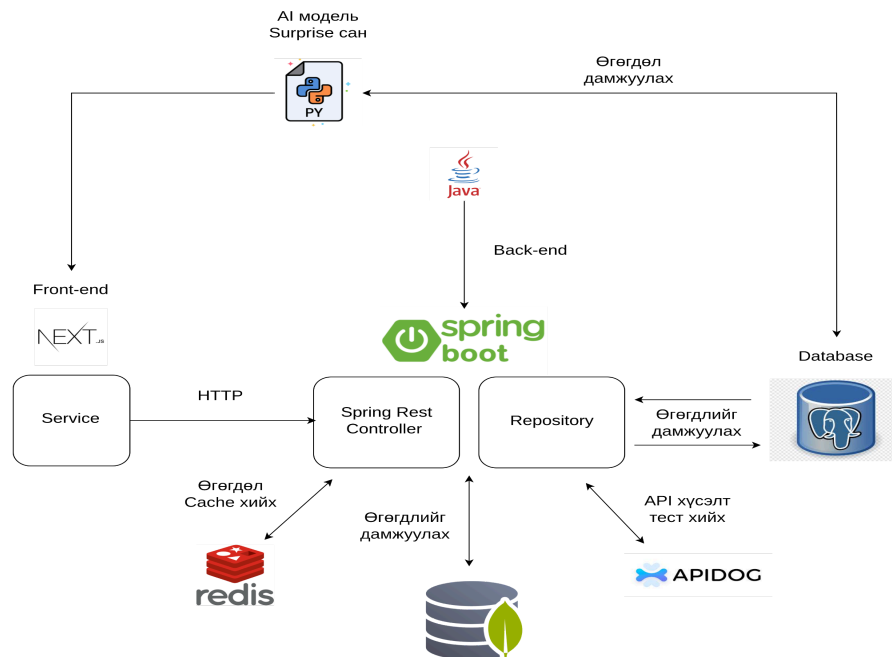 AI модель
Surprise сан
PY
Өгөгдөл
дамжуулах
Java
Back-end
Front-end
NEXT.JS
spring
boot
Database
Service
HTTP
Spring Rest
Controller
Repository
Өгөгдлийг
дамжуулах
Өгөгдөл
Cache хийх
Өгөгдлийг
дамжуулах
API хүсэлт
тест хийх
redis
APIDOG